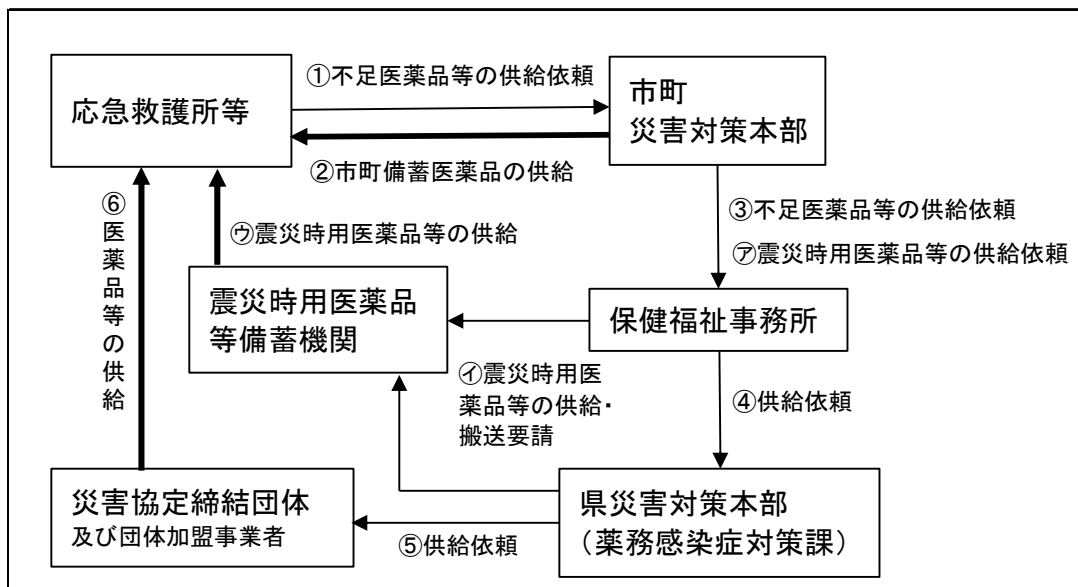 応急救護所等
①不足医薬品等の供給依頼
市町
災害対策本部
②市町備蓄医薬品の供給
③不足医薬品等の供給依頼
㋐震災時用医薬品等の供給依頼
⑥医薬品等の供給
㋒震災時用医薬品等の供給
震災時用医薬品
等備蓄機関
保健福祉事務所
㋑震災時用医
薬品等の供給・
搬送要請
④供給依頼
災害協定締結団体
及び団体加盟事業者
⑤供給依頼
県災害対策本部
（薬務感染症対策課）